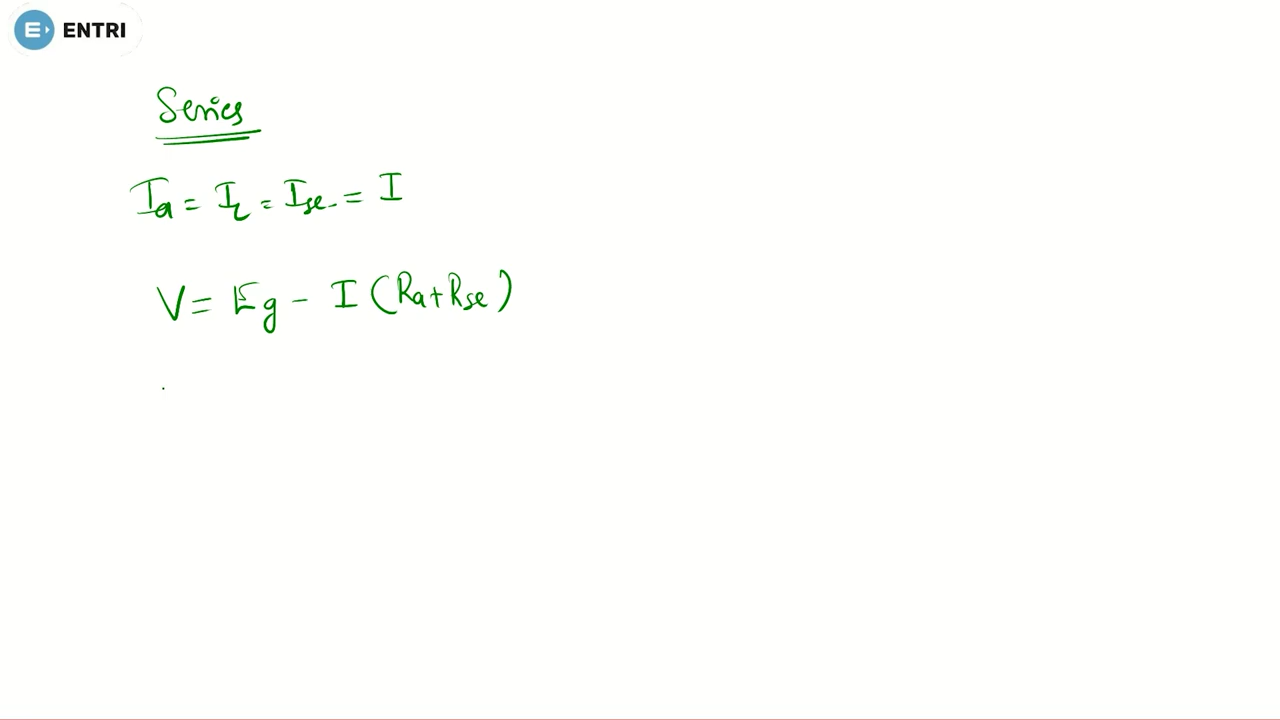 ENTRI
Series
Ia = IL = Ise = I
V = Eg - I (Ra + Rse)